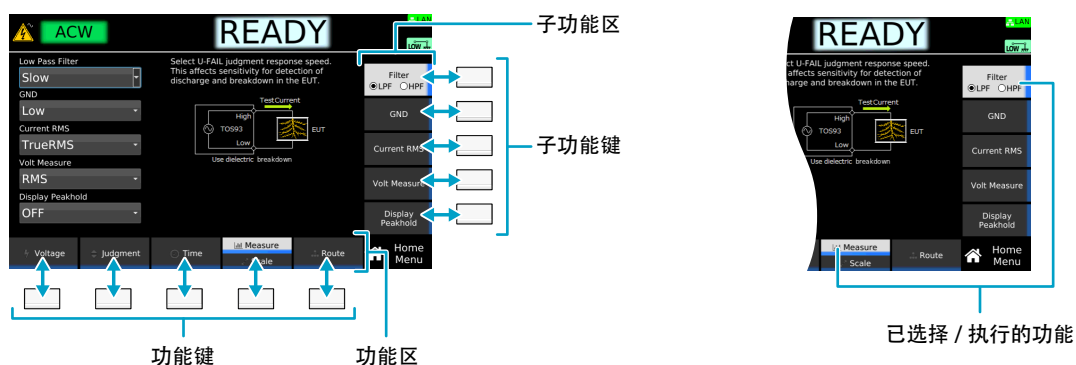 ACW
READY
LAN
LOW
Low Pass Filter
Slow
GND
Low
Current RMS
TrueRMS
Volt Measure
RMS
Display Peakhold
OFF
Select U-FAIL judgment response speed.
This affects sensitivity for detection of
discharge and breakdown in the EUT.
TestCurrent
High
TOS93
EUT
Low
Use dielectric breakdown
Filter
LPF HPF
GND
Current RMS
Volt Measure
Display
Peakhold
Voltage
Judgment
Time
Measure
Scale
Route
Home
Menu
子功能区
子功能键
功能键
功能区
READY
LAN
LOW
ct U-FAIL judgment response speed.
affects sensitivity for detection of
harge and breakdown in the EUT.
TestCurrent
High
TOS93
EUT
Low
Use dielectric breakdown
Filter
LPF HPF
GND
Current RMS
Volt Measure
Display
Peakhold
Measure
Scale
Route
Home
Menu
已选择 / 执行的功能